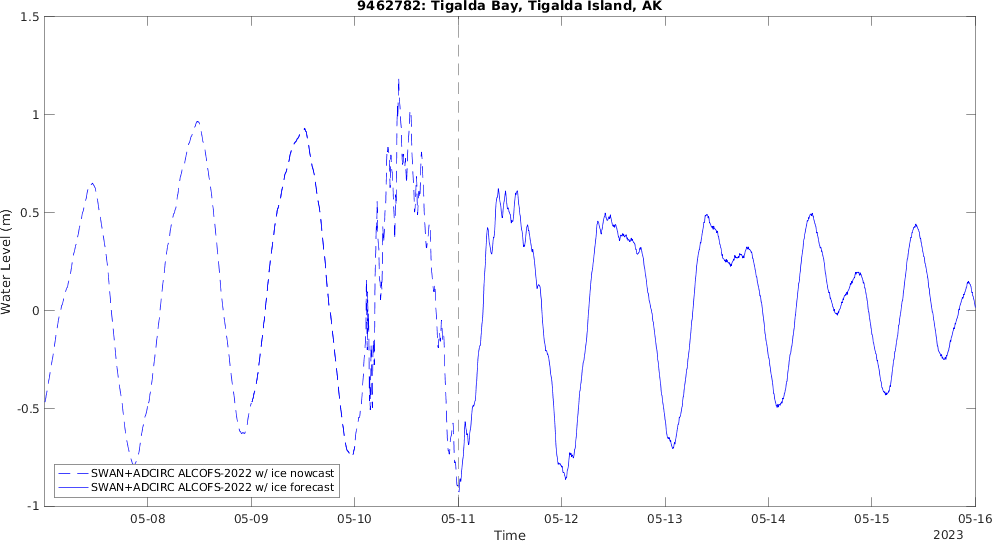 9462782: Tigalda Bay, Tigalda Island, AK
1.5
1
0.5
0
-0.5
-1
Water Level (m)
SWAN+ADCIRC ALCOFS-2022 w/ ice nowcast
SWAN+ADCIRC ALCOFS-2022 w/ ice forecast
05-08 05-09 05-10 05-11 05-12 05-13 05-14 05-15 05-16
Time
2023